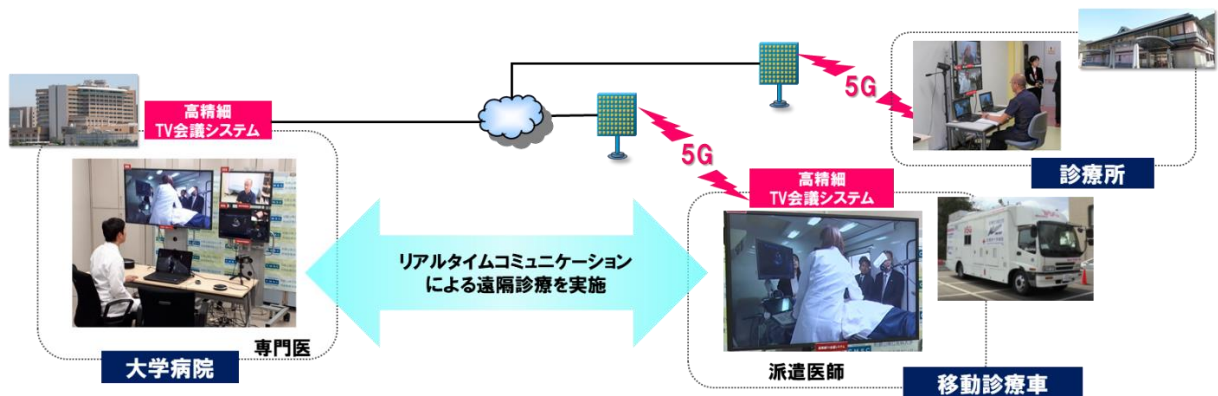 高精細
TV会議システム
5G
5G
診療所
高精細
TV会議システム
リアルタイムコミュニケーション
による遠隔診療を実施
専門医
大学病院
派遣医師
移動診療車